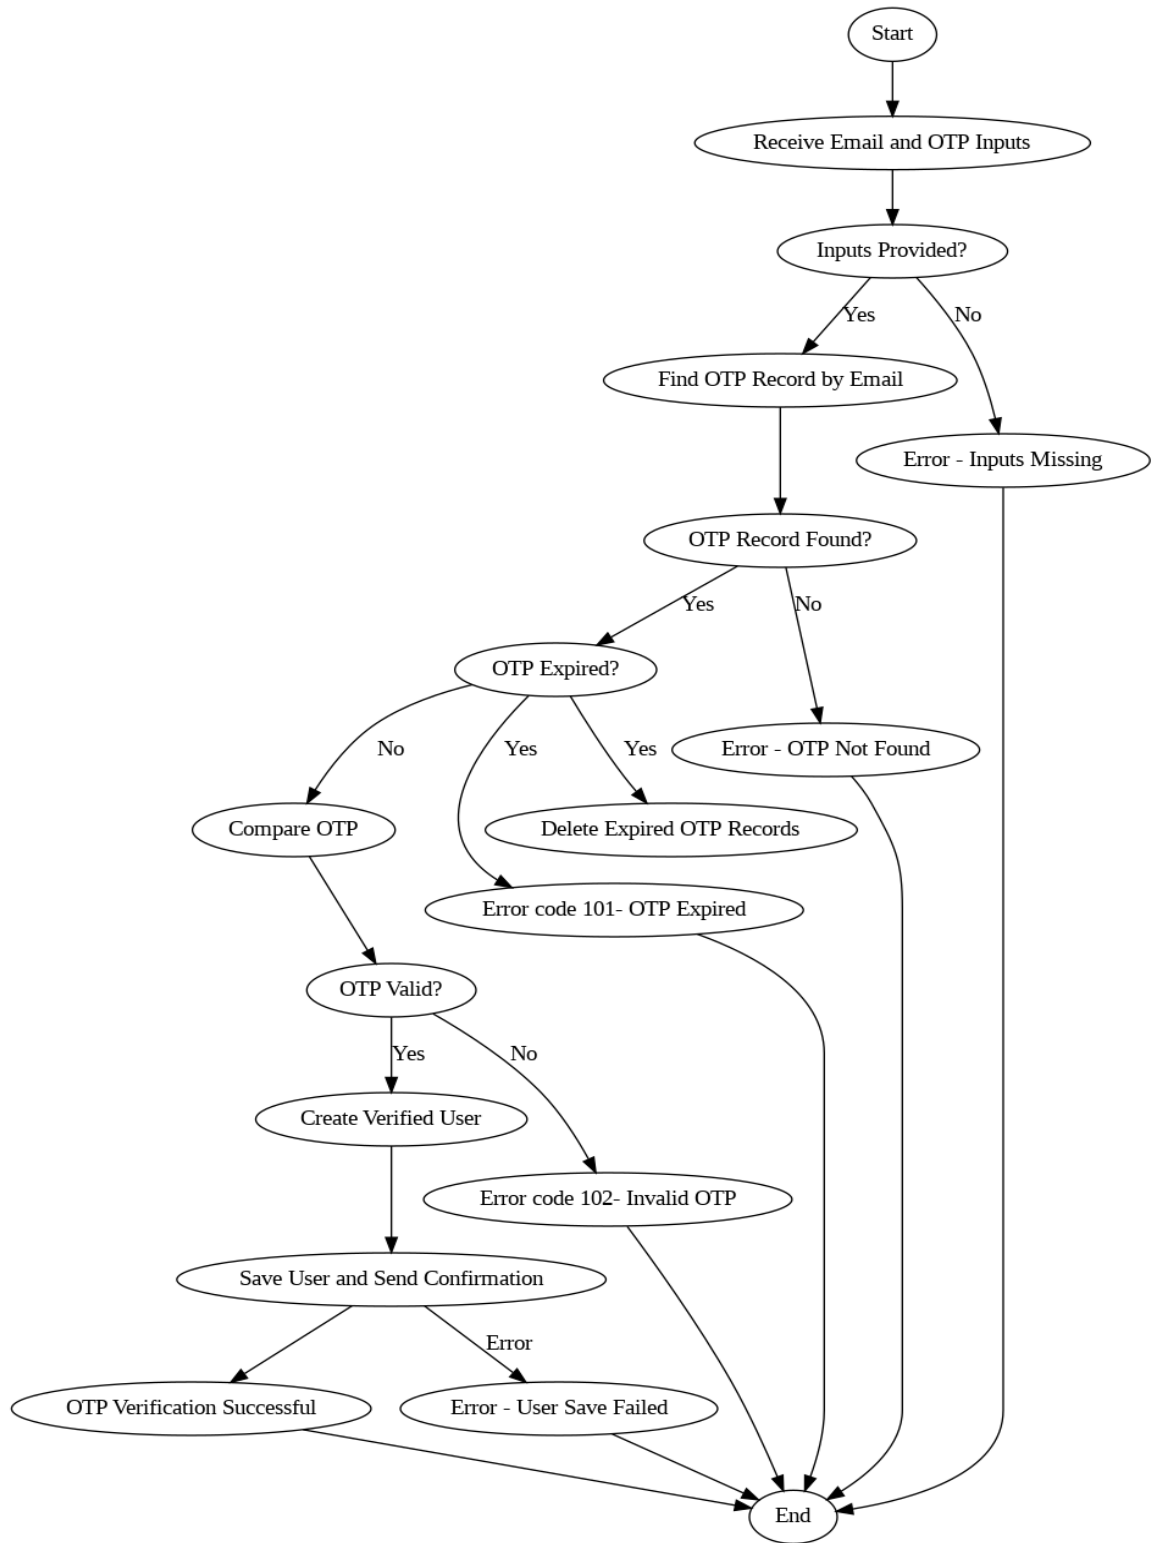 Start
Receive Email and OTP Inputs
Inputs Provided?
Yes
No
Find OTP Record by Email
Error - Inputs Missing
OTP Record Found?
Yes
No
OTP Expired?
No
Yes
Yes
Error - OTP Not Found
Compare OTP
Delete Expired OTP Records
Error code 101- OTP Expired
OTP Valid?
Yes
No
Create Verified User
Error code 102- Invalid OTP
Save User and Send Confirmation
Error
OTP Verification Successful
Error - User Save Failed
End